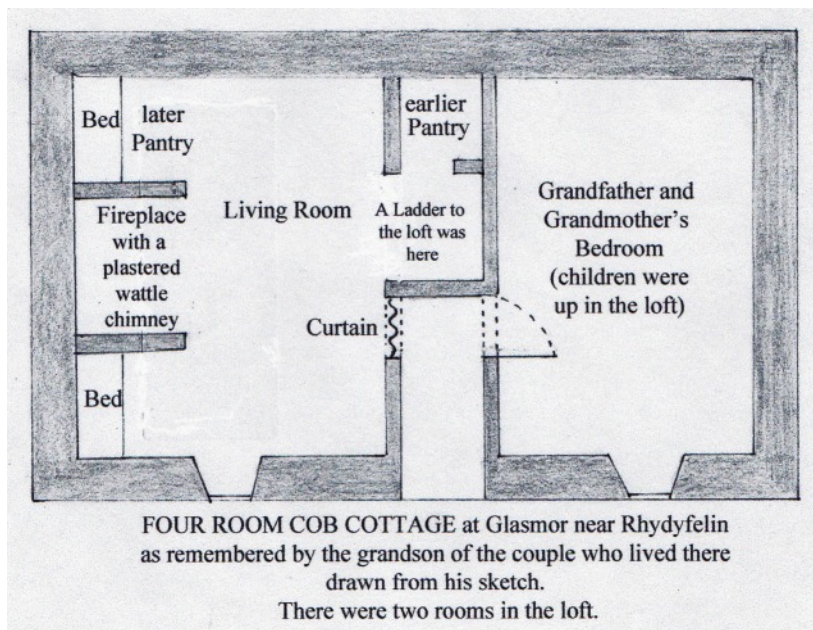 Bed
later
Pantry
earlier
Pantry
Fireplace
with a
plastered
wattle
chimney
Living Room
A Ladder to
the loft was
here
Grandfather and
Grandmother's
Bedroom
(children were
up in the loft)
Curtain
Bed
FOUR ROOM COB COTTAGE at Glasmor near Rhydyfelin
as remembered by the grandson of the couple who lived there
drawn from his sketch.
There were two rooms in the loft.